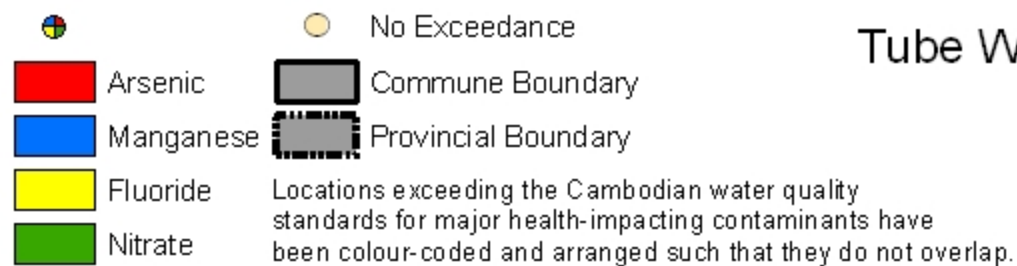 No Exceedance
Tube W
Arsenic
Commune Boundary
Manganese
Provincial Boundary
Fluoride
Nitrate
Locations exceeding the Cambodian water quality
standards for major health-impacting contaminants have
been colour-coded and arranged such that they do not overlap.